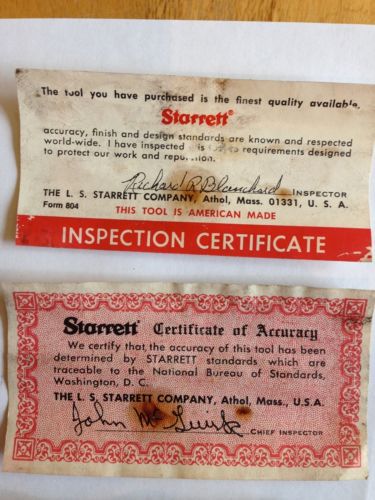 The tool you have purchased is the finest quality available.
Starrett®
accuracy, finish and design standards are known and respected
world-wide. I have inspected requirements designed
to protect our work and
Richard R Blanchard INSPECTOR
THE L. S. STARRETT COMPANY, Athol, Mass. 01331, U. S. A.
Form 804
THIS TOOL IS AMERICAN MADE
INSPECTION CERTIFICATE
Starrett® Certificate of Accuracy
We certify that the accuracy of this tool has been
determined by STARRETT standards which are
traceable to the National Bureau of Standards,
Washington, D. C.
THE L. S. STARRETT COMPANY, Athol, Mass., U.S.A.
John
CHIEF INSPECTOR